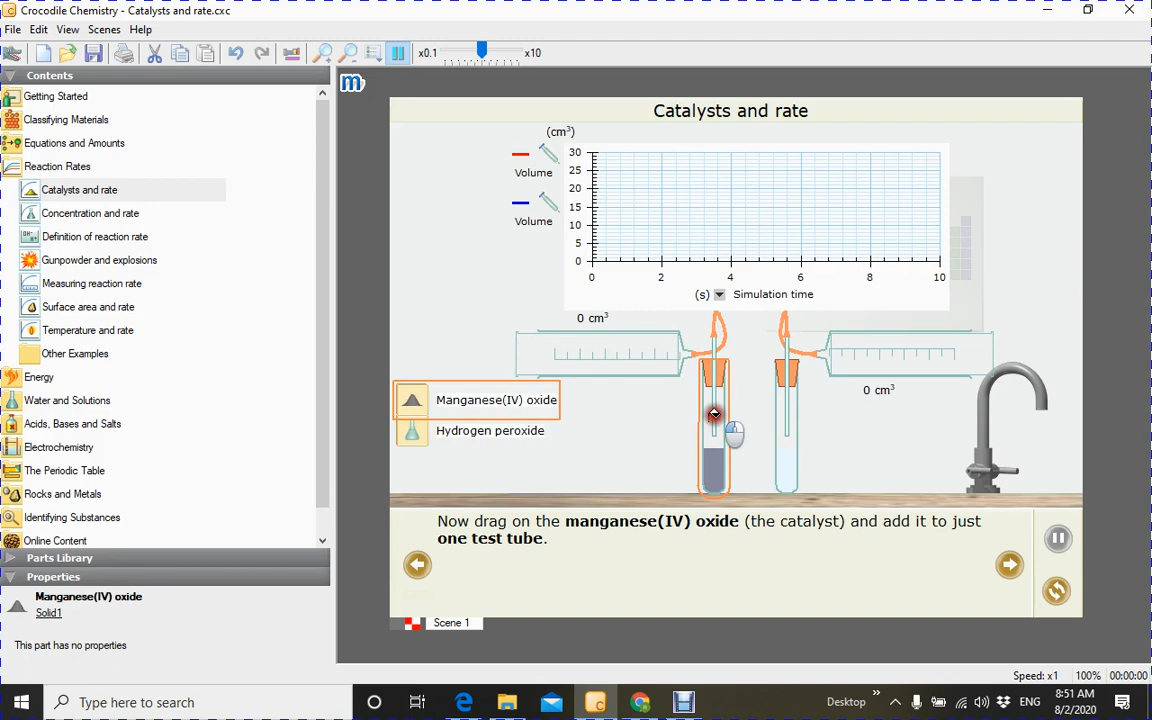 Crocodile Chemistry - Catalysts and rate.cxc
File Edit View Scenes Help
x0.1 x10
Contents
Getting Started
Classifying Materials
Equations and Amounts
Reaction Rates
Catalysts and rate
Concentration and rate
Definition of reaction rate
Gunpowder and explosions
Measuring reaction rate
Surface area and rate
Temperature and rate
Other Examples
Energy
Water and Solutions
Acids, Bases and Salts
Electrochemistry
The Periodic Table
Rocks and Metals
Identifying Substances
Online Content
Parts Library
Properties
Manganese(IV) oxide
Solid1
This part has no properties
m
Catalysts and rate
(cm³)
Volume
Volume
30
25
20
15
10
5
0
0 2 4 6 8 10
(s) Simulation time
0 cm³
0 cm³
Manganese(IV) oxide
Hydrogen peroxide
Now drag on the manganese(IV) oxide (the catalyst) and add it to just
one test tube.
Scene 1
Speed: x1 100% 00:00:00
Type here to search
Desktop » ENG
8:51 AM
8/2/2020